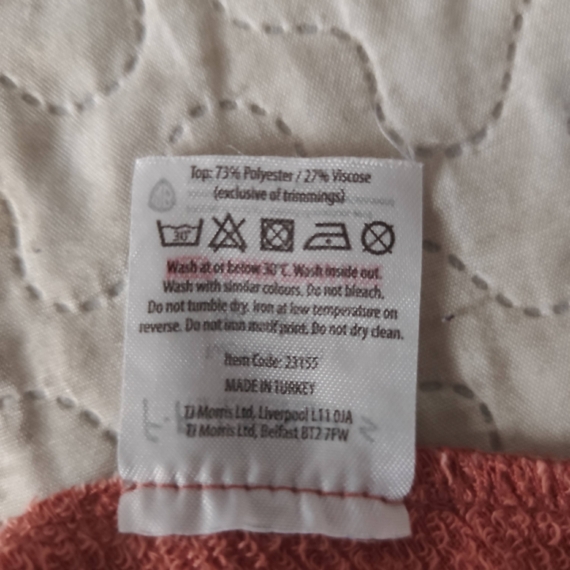 Top: 73% Polyester / 27% Viscose
(exclusive of trimmings)
30°
Wash at or below 30°C. Wash inside out.
Wash with similar colours. Do not bleach.
Do not tumble dry. Iron at low temperature on
reverse. Do not iron motif print. Do not dry clean.
Item Code: 23155
MADE IN TURKEY
TJ Morris Ltd, Liverpool L11 0JA
TJ Morris Ltd, Belfast BT2 7FW